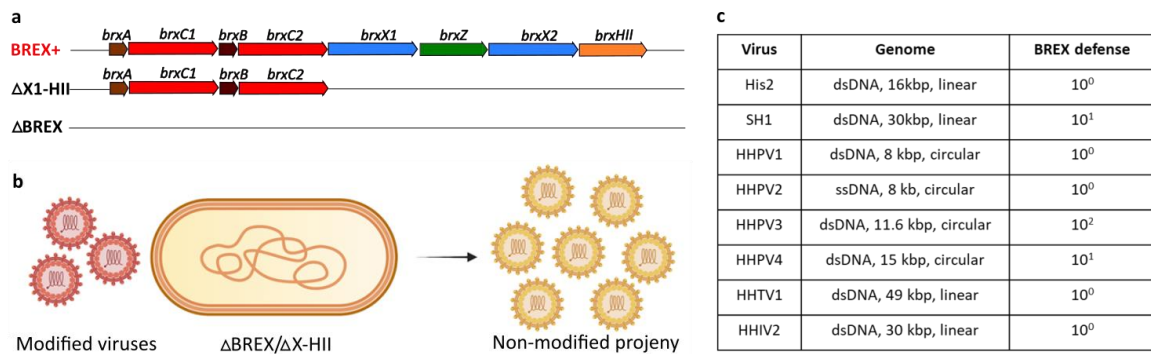 a
brxA brxC1 brxB brxC2 brxX1 brxZ brxX2 brxHII
BREX+
brxA brxC1 brxB brxC2
ΔX1-HII
ΔBREX
b
Modified viruses ΔBREX/ΔX-HII Non-modified projeny
c
Virus Genome BREX defense
His2 dsDNA, 16kbp, linear 10⁰
SH1 dsDNA, 30kbp, linear 10¹
HHPV1 dsDNA, 8 kbp, circular 10⁰
HHPV2 ssDNA, 8 kb, circular 10⁰
HHPV3 dsDNA, 11.6 kbp, circular 10²
HHPV4 dsDNA, 15 kbp, circular 10¹
HHTV1 dsDNA, 49 kbp, linear 10⁰
HHIV2 dsDNA, 30 kbp, linear 10⁰